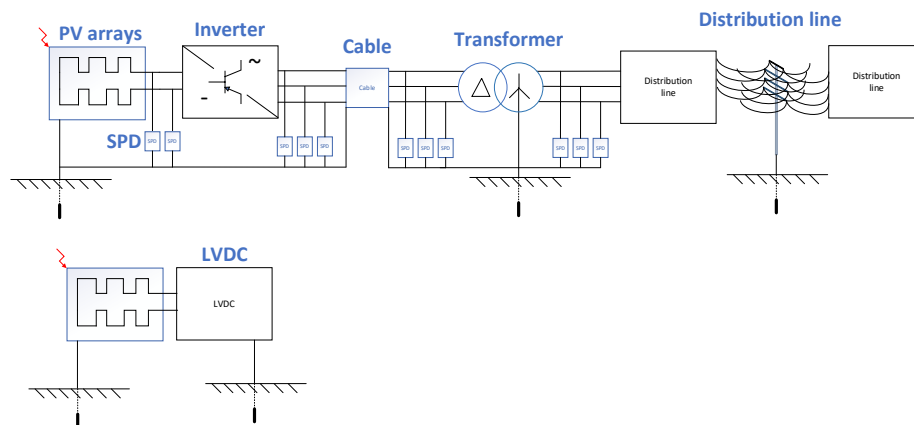 PV arrays
Inverter
Cable
Transformer
Distribution line
~
-
Cable
Distribution
line
Distribution
line
SPD
SPD
SPD
SPD
SPD
SPD
SPD
SPD
SPD
SPD
SPD
SPD
LVDC
LVDC